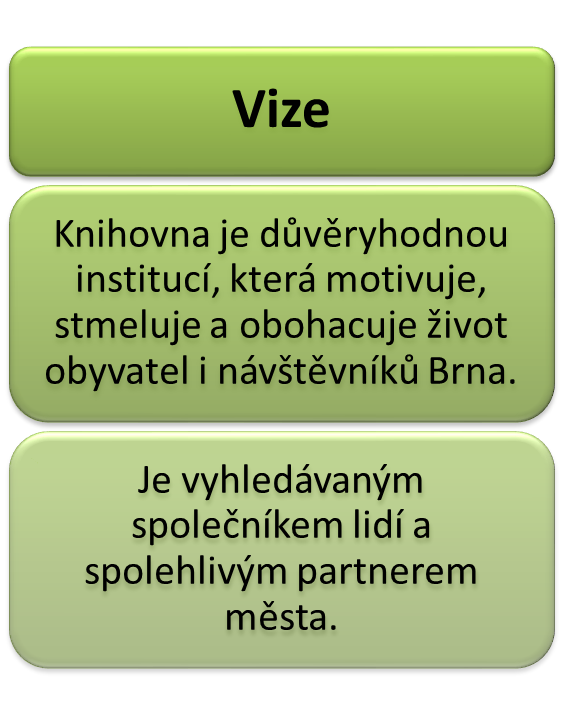 Vize
Knihovna je důvěryhodnou
institucí, která motivuje,
stmeluje a obohacuje život
obyvatel i návštěvníků Brna.
Je vyhledávaným
společníkem lidí a
spolehlivým partnerem
města.